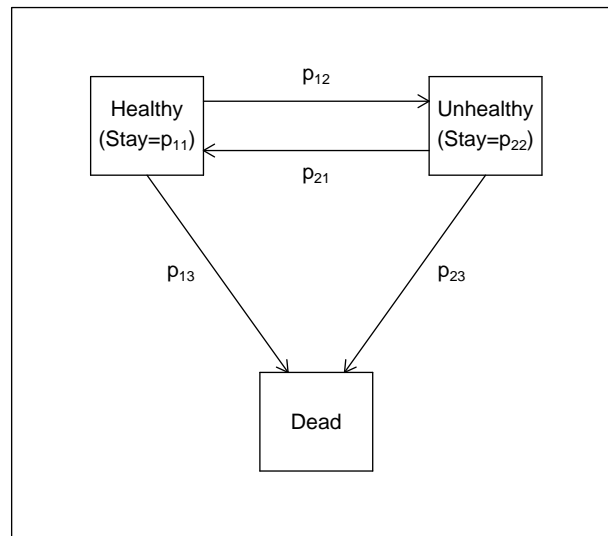 p₁₂
Healthy
(Stay=p₁₁)
Unhealthy
(Stay=p₂₂)
p₂₁
p₁₃
p₂₃
Dead